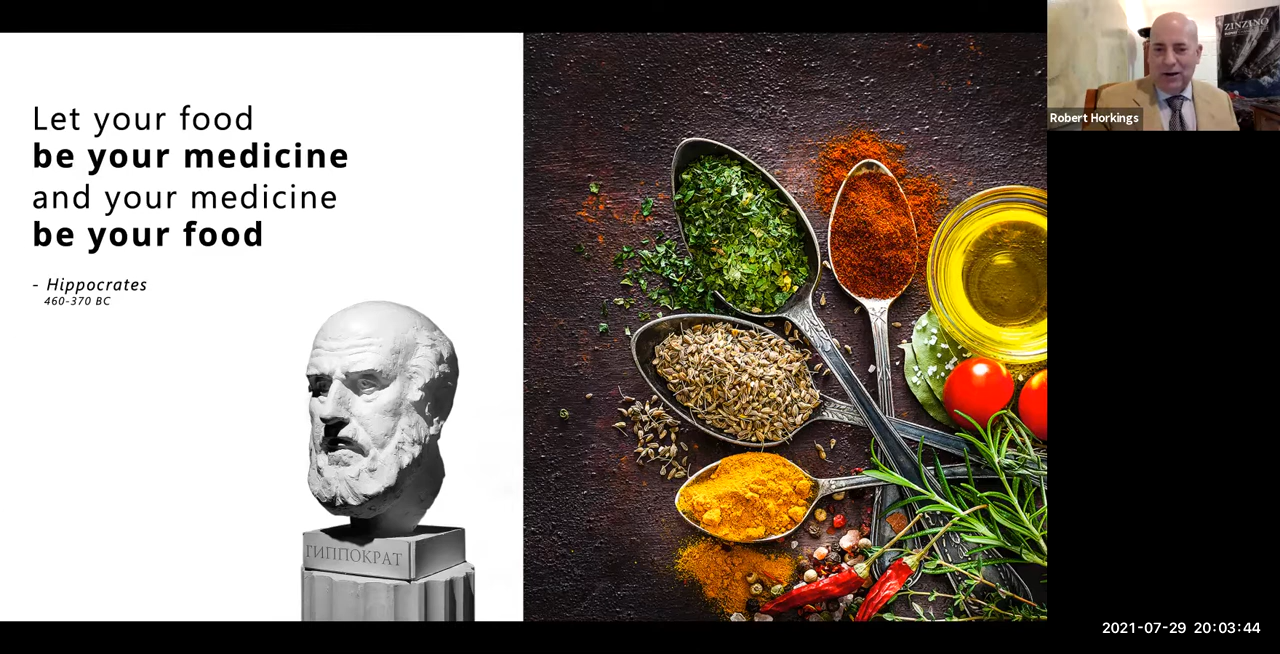 Let your food
be your medicine
and your medicine
be your food
- Hippocrates
460-370 BC
ГИППОКРАТ
ZINZINO
Robert Horkings
2021-07-29 20:03:44